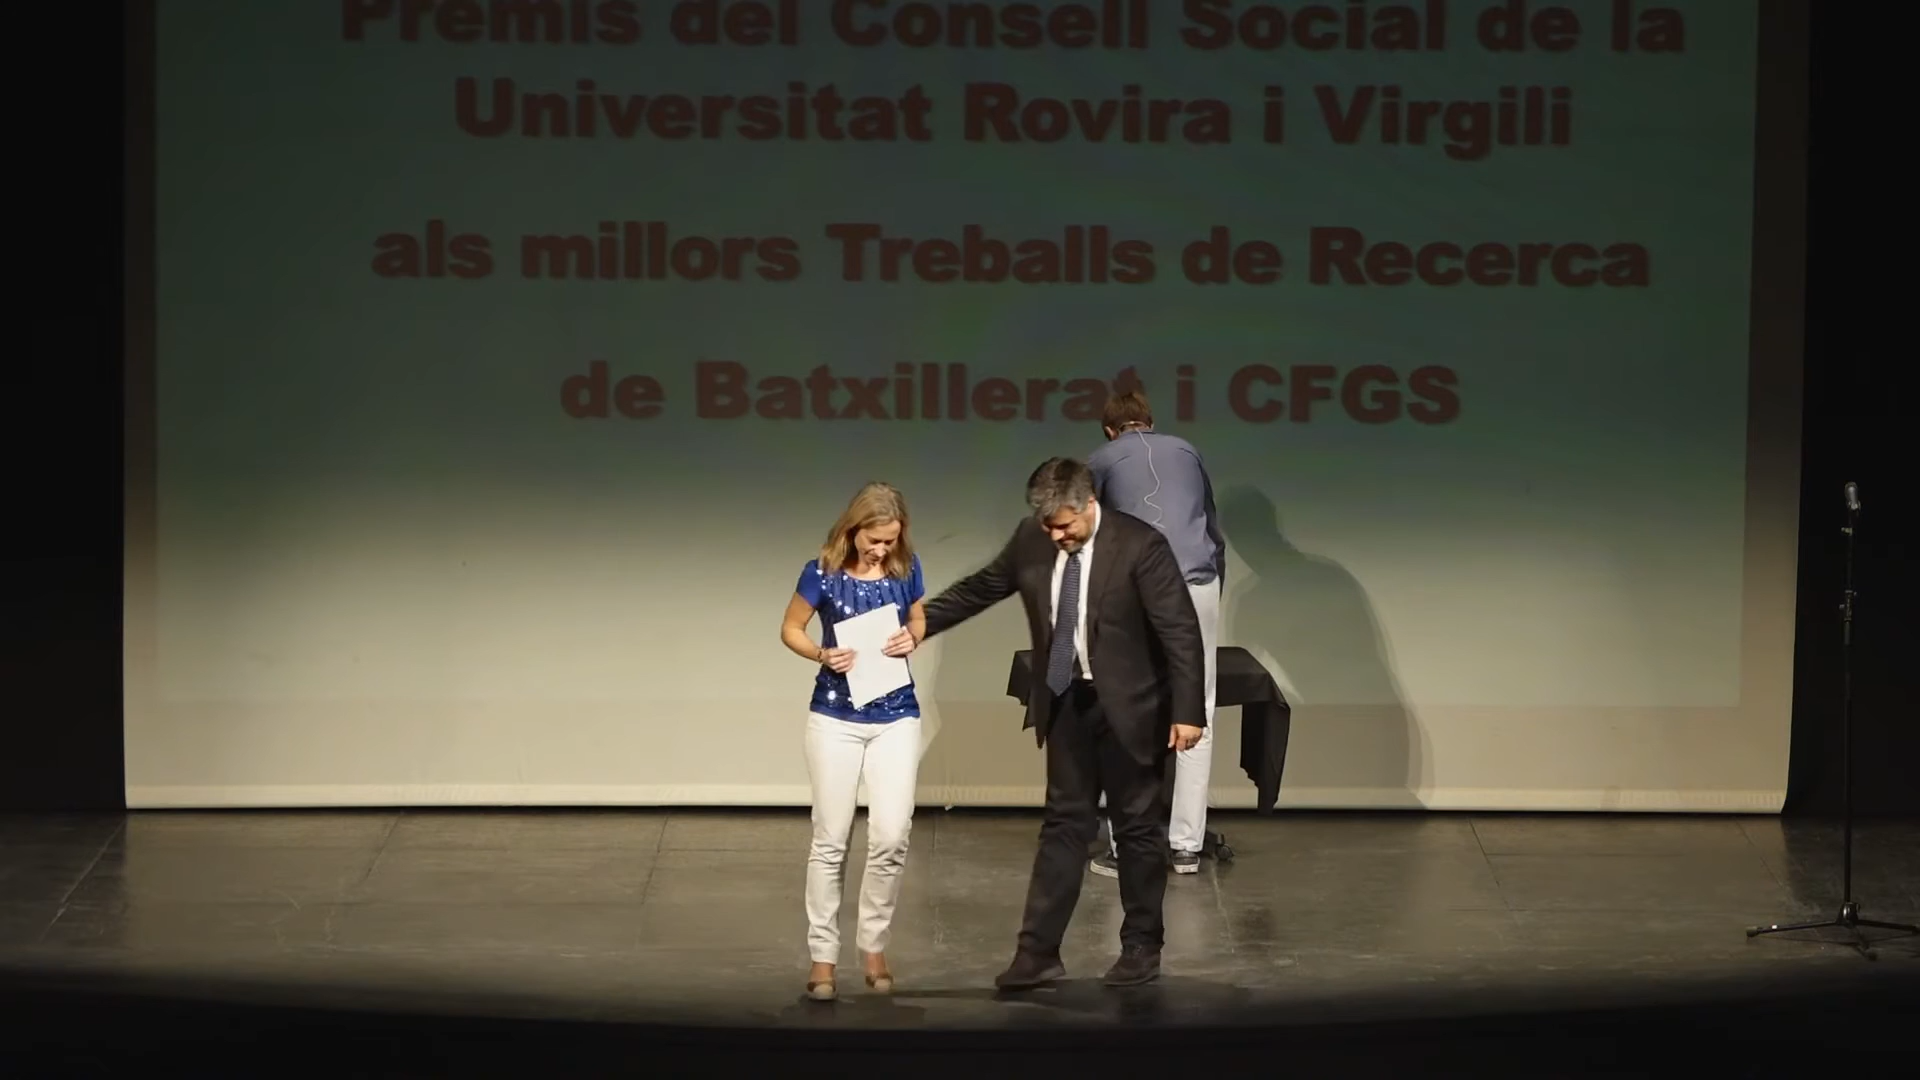 Premis del Consell Social de la
Universitat Rovira i Virgili
als millors Treballs de Recerca
de Batxillerat i CFGS